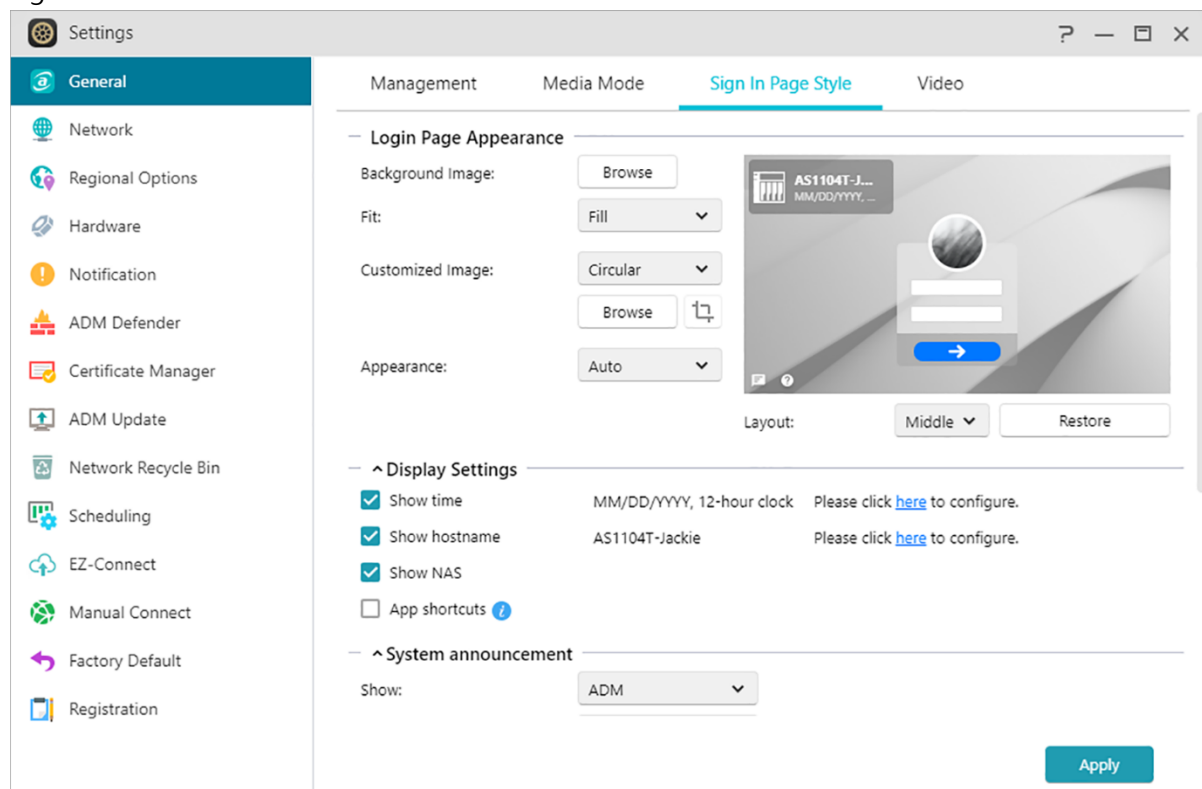 Settings
General
Network
Regional Options
Hardware
Notification
ADM Defender
Certificate Manager
ADM Update
Network Recycle Bin
Scheduling
EZ-Connect
Manual Connect
Factory Default
Registration
Management Media Mode Sign In Page Style Video
Login Page Appearance
Background Image: Browse
Fit: Fill
Customized Image: Circular
Browse
Appearance: Auto
AS1104T-J...
MM/DD/YYYY, ...
Layout: Middle Restore
Display Settings
Show time MM/DD/YYYY, 12-hour clock Please click here to configure.
Show hostname AS1104T-Jackie Please click here to configure.
Show NAS
App shortcuts
System announcement
Show: ADM
Apply